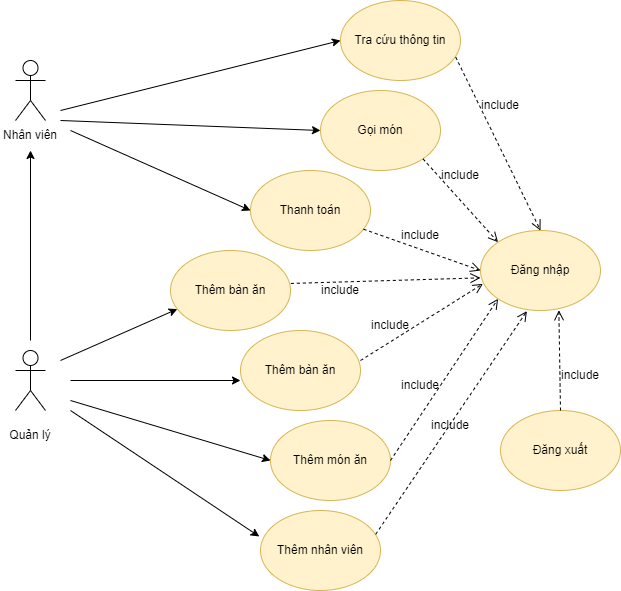 Tra cứu thông tin
include
Nhân viên
Gọi món
include
Thanh toán
include
Đăng nhập
Thêm bàn ăn
include
include
Thêm bàn ăn
include
include
Quản lý
include
Thêm món ăn
Đăng xuất
Thêm nhân viên